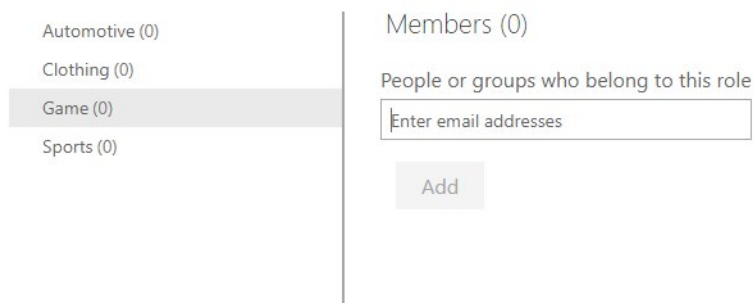 Automotive (0)
Clothing (0)
Game (0)
Sports (0)
Members (0)
People or groups who belong to this role
Enter email addresses
Add